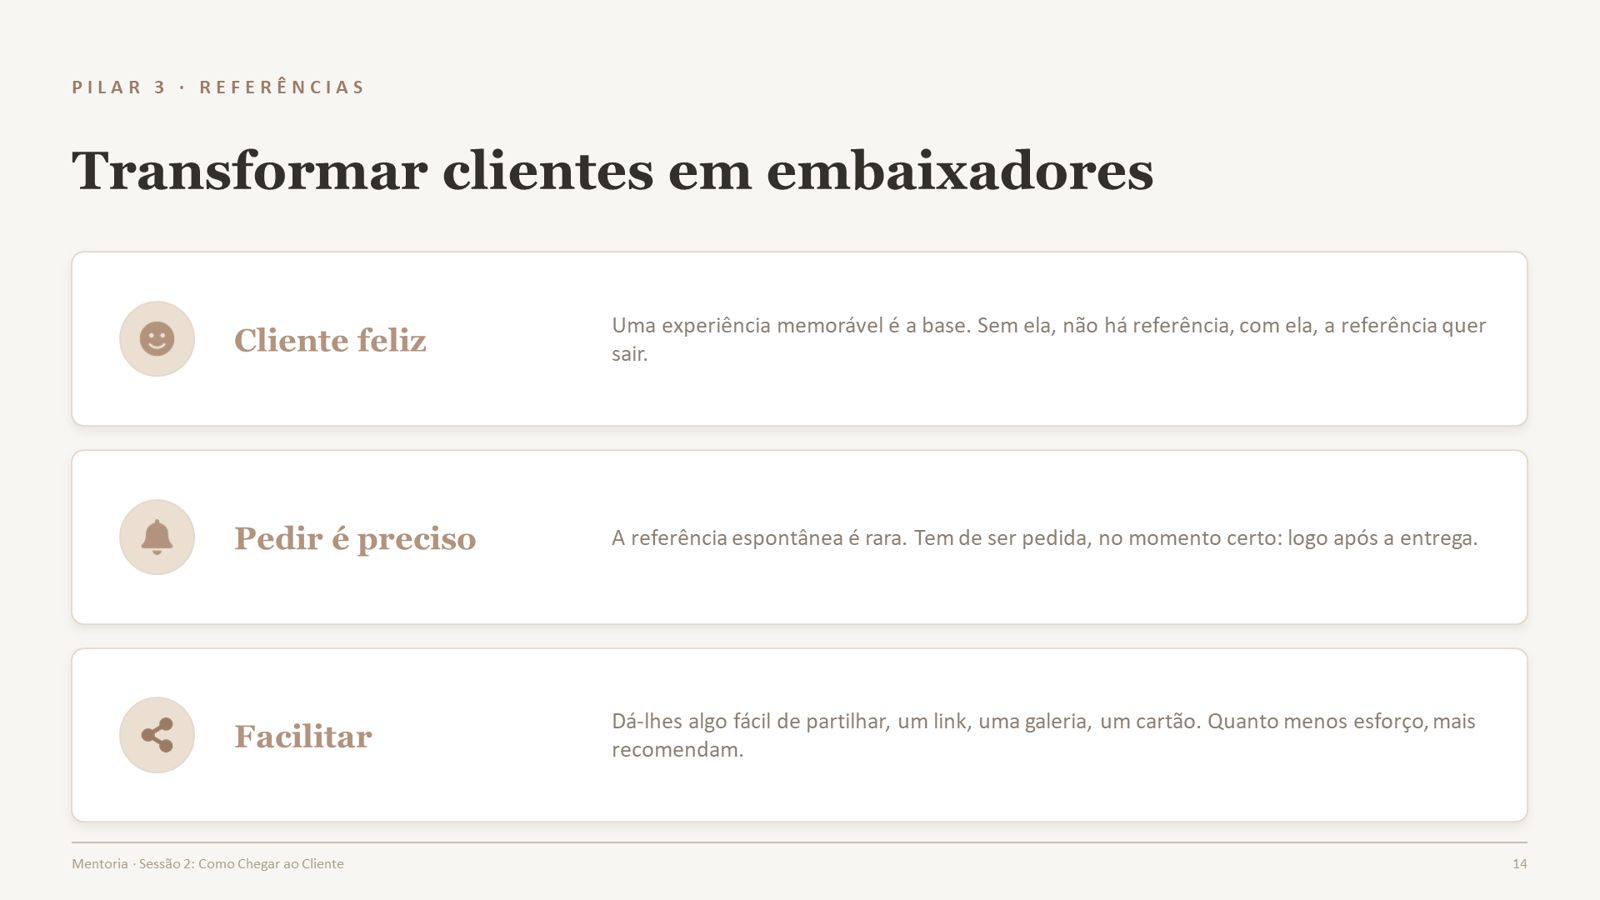 PILAR 3 · REFERÊNCIAS
Transformar clientes em embaixadores
Cliente feliz
Uma experiência memorável é a base. Sem ela, não há referência, com ela, a referência quer
sair.
Pedir é preciso
A referência espontânea é rara. Tem de ser pedida, no momento certo: logo após a entrega.
Facilitar
Dá-lhes algo fácil de partilhar, um link, uma galeria, um cartão. Quanto menos esforço, mais
recomendam.
Mentoria · Sessão 2: Como Chegar ao Cliente
14